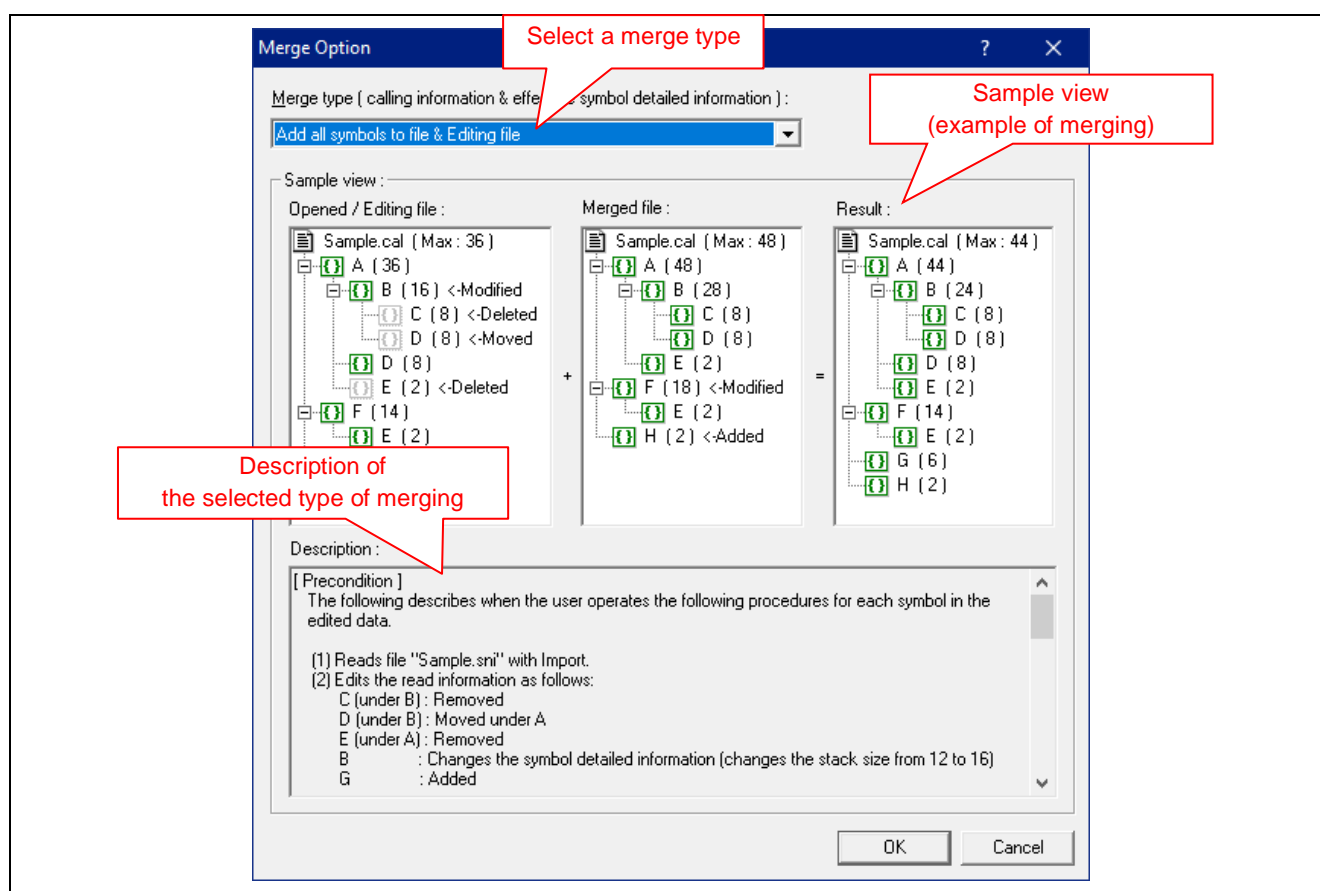 Select a merge type
Merge Option
? ✕
Merge type ( calling information & effe e symbol detailed information ) :
Sample view
(example of merging)
Add all symbols to file & Editing file
Sample view :
Opened / Editing file :
Sample.cal ( Max : 36 )
A ( 36 )
B ( 16 ) <-Modified
C ( 8 ) <-Deleted
D ( 8 ) <-Moved
D ( 8 )
E ( 2 ) <-Deleted
F ( 14 )
E ( 2 )
+
Merged file :
Sample.cal ( Max : 48 )
A ( 48 )
B ( 28 )
C ( 8 )
D ( 8 )
E ( 2 )
F ( 18 ) <-Modified
E ( 2 )
H ( 2 ) <-Added
=
Result :
Sample.cal ( Max : 44 )
A ( 44 )
B ( 24 )
C ( 8 )
D ( 8 )
D ( 8 )
E ( 2 )
F ( 14 )
E ( 2 )
G ( 6 )
H ( 2 )
Description of
the selected type of merging
Description :
[ Precondition ]
The following describes when the user operates the following procedures for each symbol in the
edited data.
(1) Reads file "Sample.sni" with Import.
(2) Edits the read information as follows:
C (under B) : Removed
D (under B) : Moved under A
E (under A) : Removed
B : Changes the symbol detailed information (changes the stack size from 12 to 16)
G : Added
OK Cancel